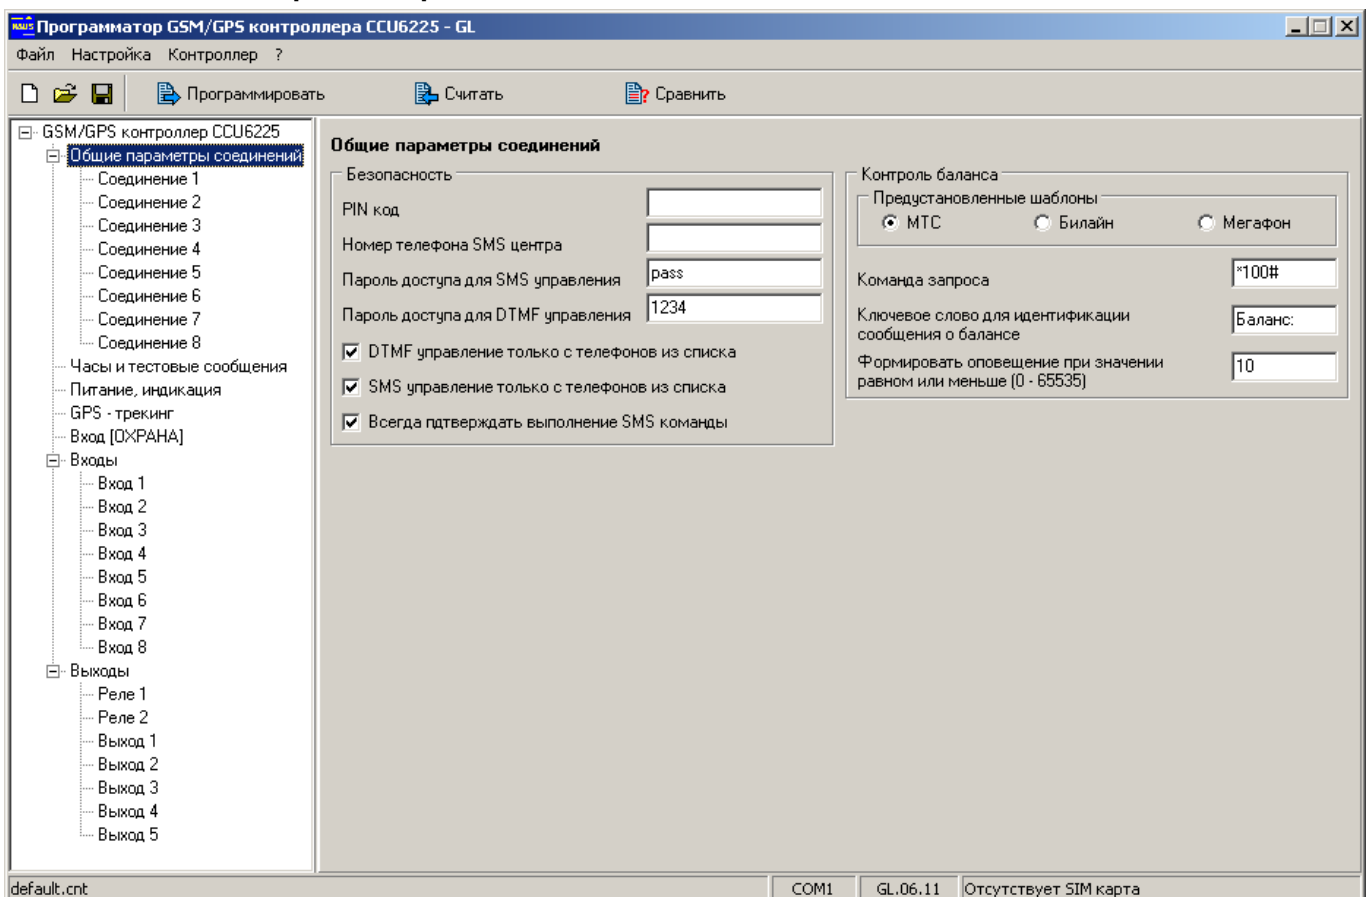 Программатор GSM/GPS контроллера CCU6225 - GL
Файл Настройка Контроллер ?
Программировать Считать Сравнить
GSM/GPS контроллер CCU6225
Общие параметры соединений
Соединение 1
Соединение 2
Соединение 3
Соединение 4
Соединение 5
Соединение 6
Соединение 7
Соединение 8
Часы и тестовые сообщения
Питание, индикация
GPS - трекинг
Вход [ОХРАНА]
Входы
Вход 1
Вход 2
Вход 3
Вход 4
Вход 5
Вход 6
Вход 7
Вход 8
Выходы
Реле 1
Реле 2
Выход 1
Выход 2
Выход 3
Выход 4
Выход 5
Общие параметры соединений
Безопасность
PIN код
Номер телефона SMS центра
Пароль доступа для SMS управления pass
Пароль доступа для DTMF управления 1234
DTMF управление только с телефонов из списка
SMS управление только с телефонов из списка
Всегда пдтверждать выполнение SMS команды
Контроль баланса
Предустановленные шаблоны
МТС Билайн Мегафон
Команда запроса *100#
Ключевое слово для идентификации
сообщения о балансе Баланс:
Формировать оповещение при значении
равном или меньше (0 - 65535) 10
default.cnt COM1 GL.06.11 Отсутствует SIM карта